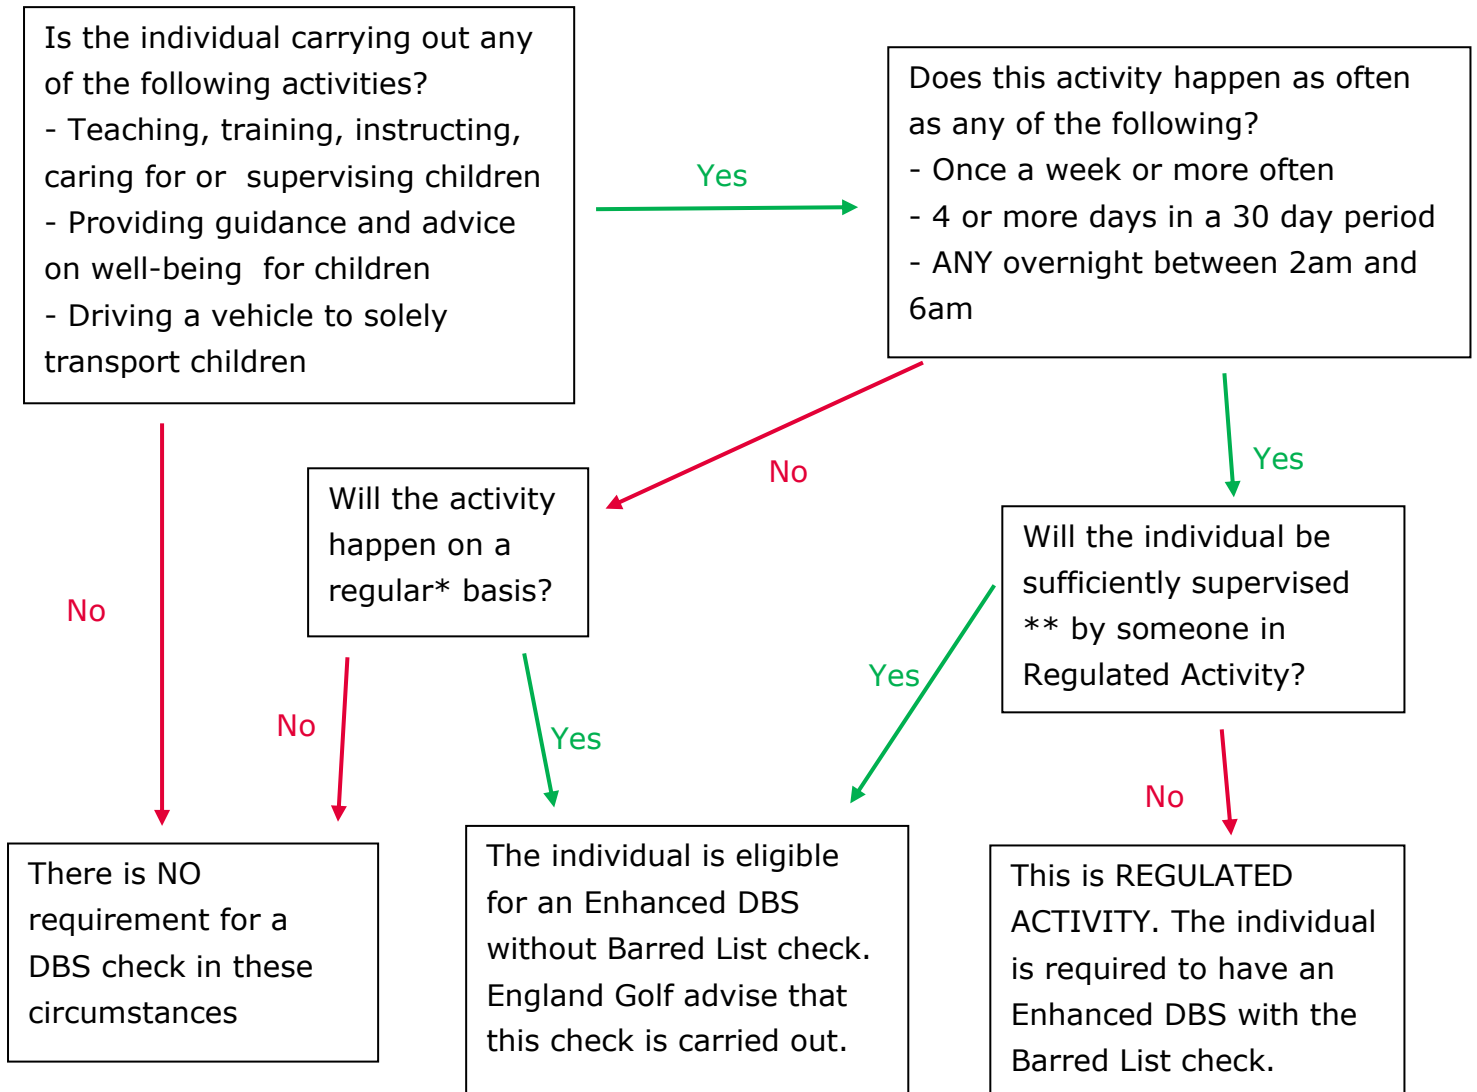 Is the individual carrying out any
of the following activities?
- Teaching, training, instructing,
caring for or supervising children
- Providing guidance and advice
on well-being for children
- Driving a vehicle to solely
transport children
Yes
Does this activity happen as often
as any of the following?
- Once a week or more often
- 4 or more days in a 30 day period
- ANY overnight between 2am and
6am
No
No
Yes
Will the activity
happen on a
regular* basis?
Will the individual be
sufficiently supervised
** by someone in
Regulated Activity?
No
Yes
Yes
No
There is NO
requirement for a
DBS check in these
circumstances
The individual is eligible
for an Enhanced DBS
without Barred List check.
England Golf advise that
this check is carried out.
This is REGULATED
ACTIVITY. The individual
is required to have an
Enhanced DBS with the
Barred List check.